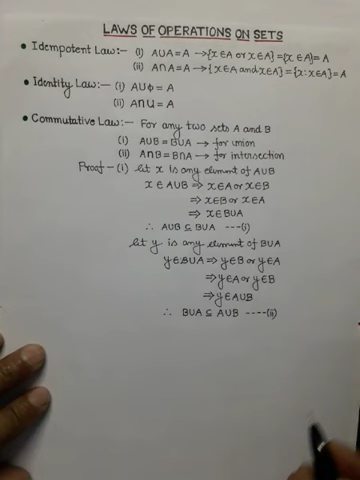 LAWS OF OPERATIONS ON SETS
• Idempotent Law:- (i) A∪A = A → {x∈A or x∈A} = {x∈A} = A
(ii) A∩A = A → {x∈A and x∈A} = {x:x∈A} = A
• Identity Law:- (i) A∪Φ = A
(ii) A∩U = A
• Commutative Law:- For any two sets A and B
(i) A∪B = B∪A → for union
(ii) A∩B = B∩A → for intersection
Proof - (i) let x is any element of A∪B
x∈A∪B ⇒ x∈A or x∈B
⇒ x∈B or x∈A
⇒ x∈B∪A
∴ A∪B ⊆ B∪A ---(i)
let y is any element of B∪A
y∈B∪A ⇒ y∈B or y∈A
⇒ y∈A or y∈B
⇒ y∈A∪B
∴ B∪A ⊆ A∪B ----(ii)